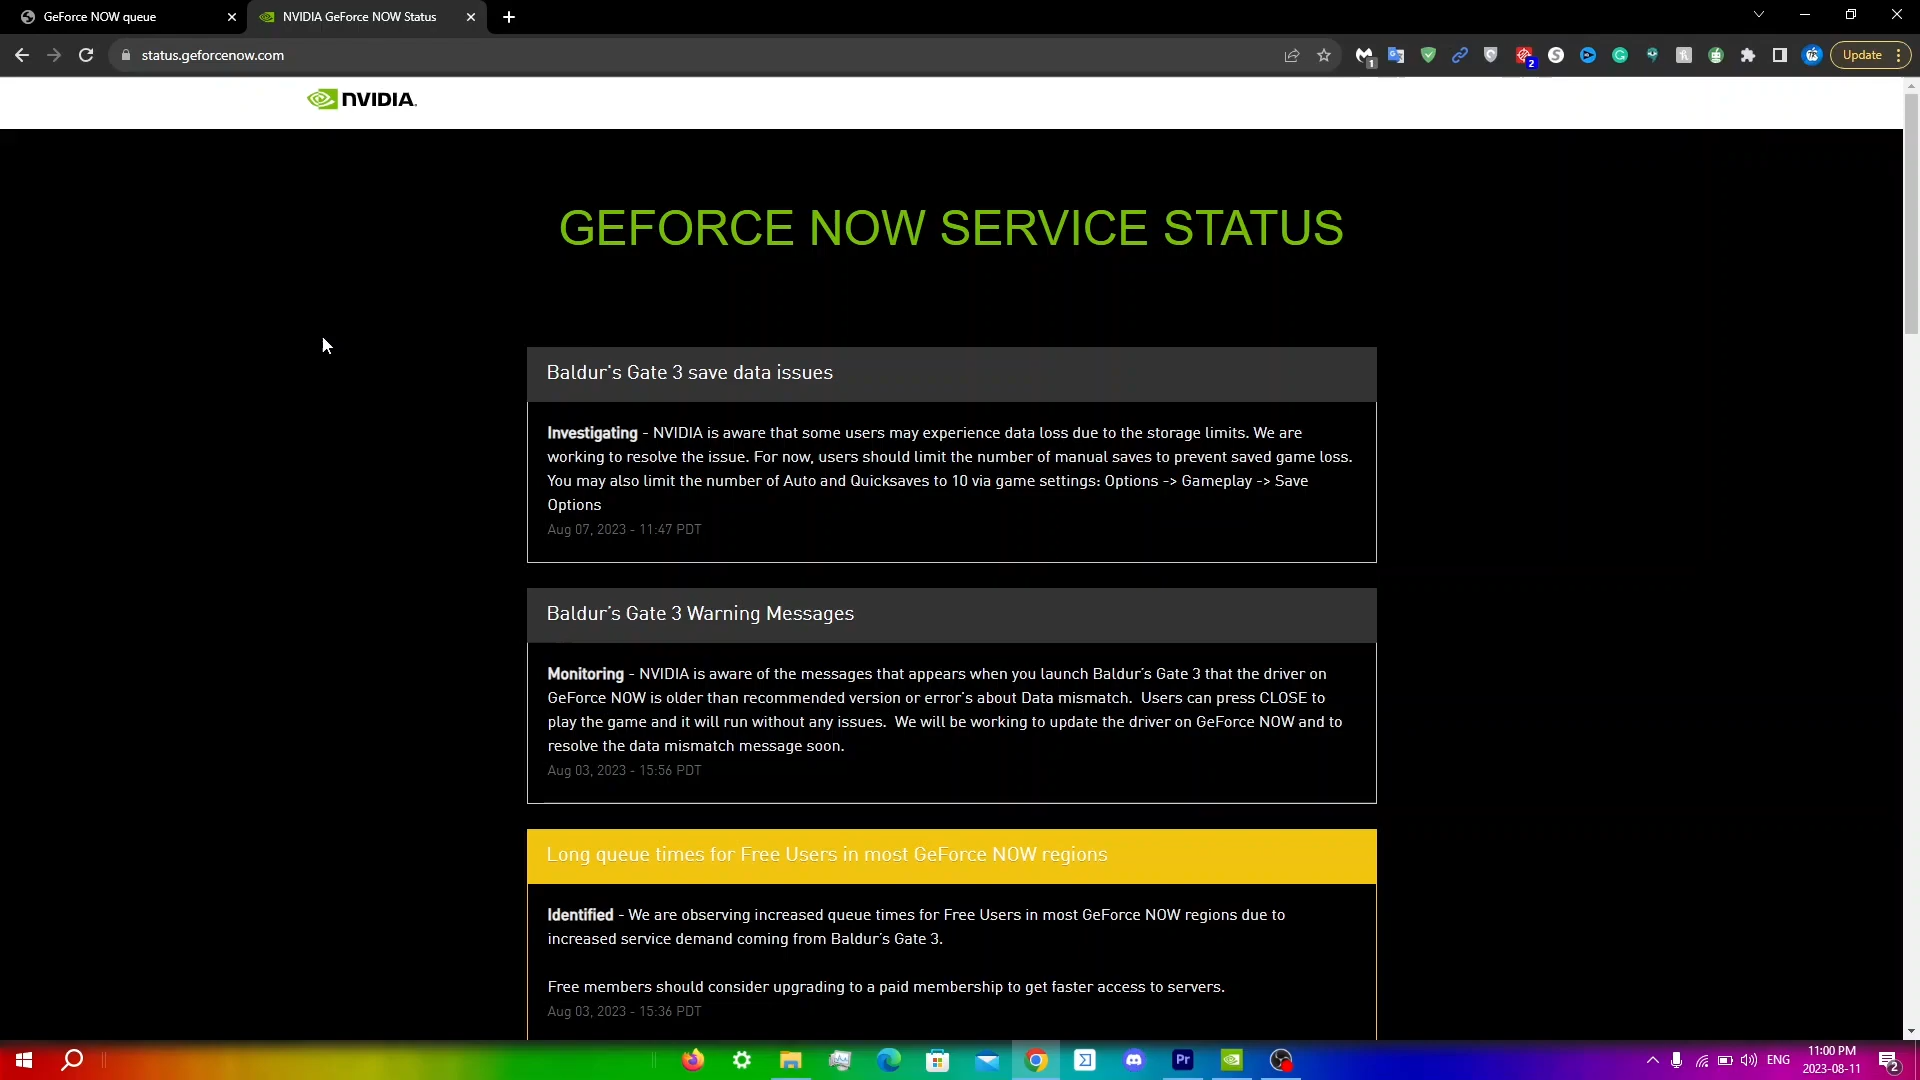 GeForce NOW queue
NVIDIA GeForce NOW Status
status.geforcenow.com
1
2
Update
NVIDIA.
GEFORCE NOW SERVICE STATUS
Baldur's Gate 3 save data issues
Investigating - NVIDIA is aware that some users may experience data loss due to the storage limits. We are
working to resolve the issue. For now, users should limit the number of manual saves to prevent saved game loss.
You may also limit the number of Auto and Quicksaves to 10 via game settings: Options -> Gameplay -> Save
Options
Aug 07, 2023 - 11:47 PDT
Baldur’s Gate 3 Warning Messages
Monitoring - NVIDIA is aware of the messages that appears when you launch Baldur’s Gate 3 that the driver on
GeForce NOW is older than recommended version or error’s about Data mismatch.  Users can press CLOSE to
play the game and it will run without any issues.  We will be working to update the driver on GeForce NOW and to
resolve the data mismatch message soon.
Aug 03, 2023 - 15:56 PDT
Long queue times for Free Users in most GeForce NOW regions
Identified - We are observing increased queue times for Free Users in most GeForce NOW regions due to
increased service demand coming from Baldur’s Gate 3.
Free members should consider upgrading to a paid membership to get faster access to servers.
Aug 03, 2023 - 15:36 PDT
Pr
ENG
11:00 PM
2023-08-11
2